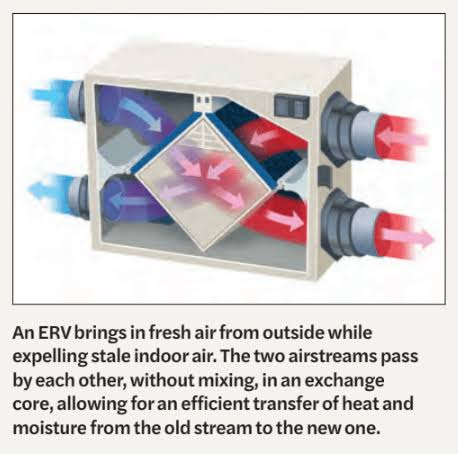 An ERV brings in fresh air from outside while
expelling stale indoor air. The two airstreams pass
by each other, without mixing, in an exchange
core, allowing for an efficient transfer of heat and
moisture from the old stream to the new one.